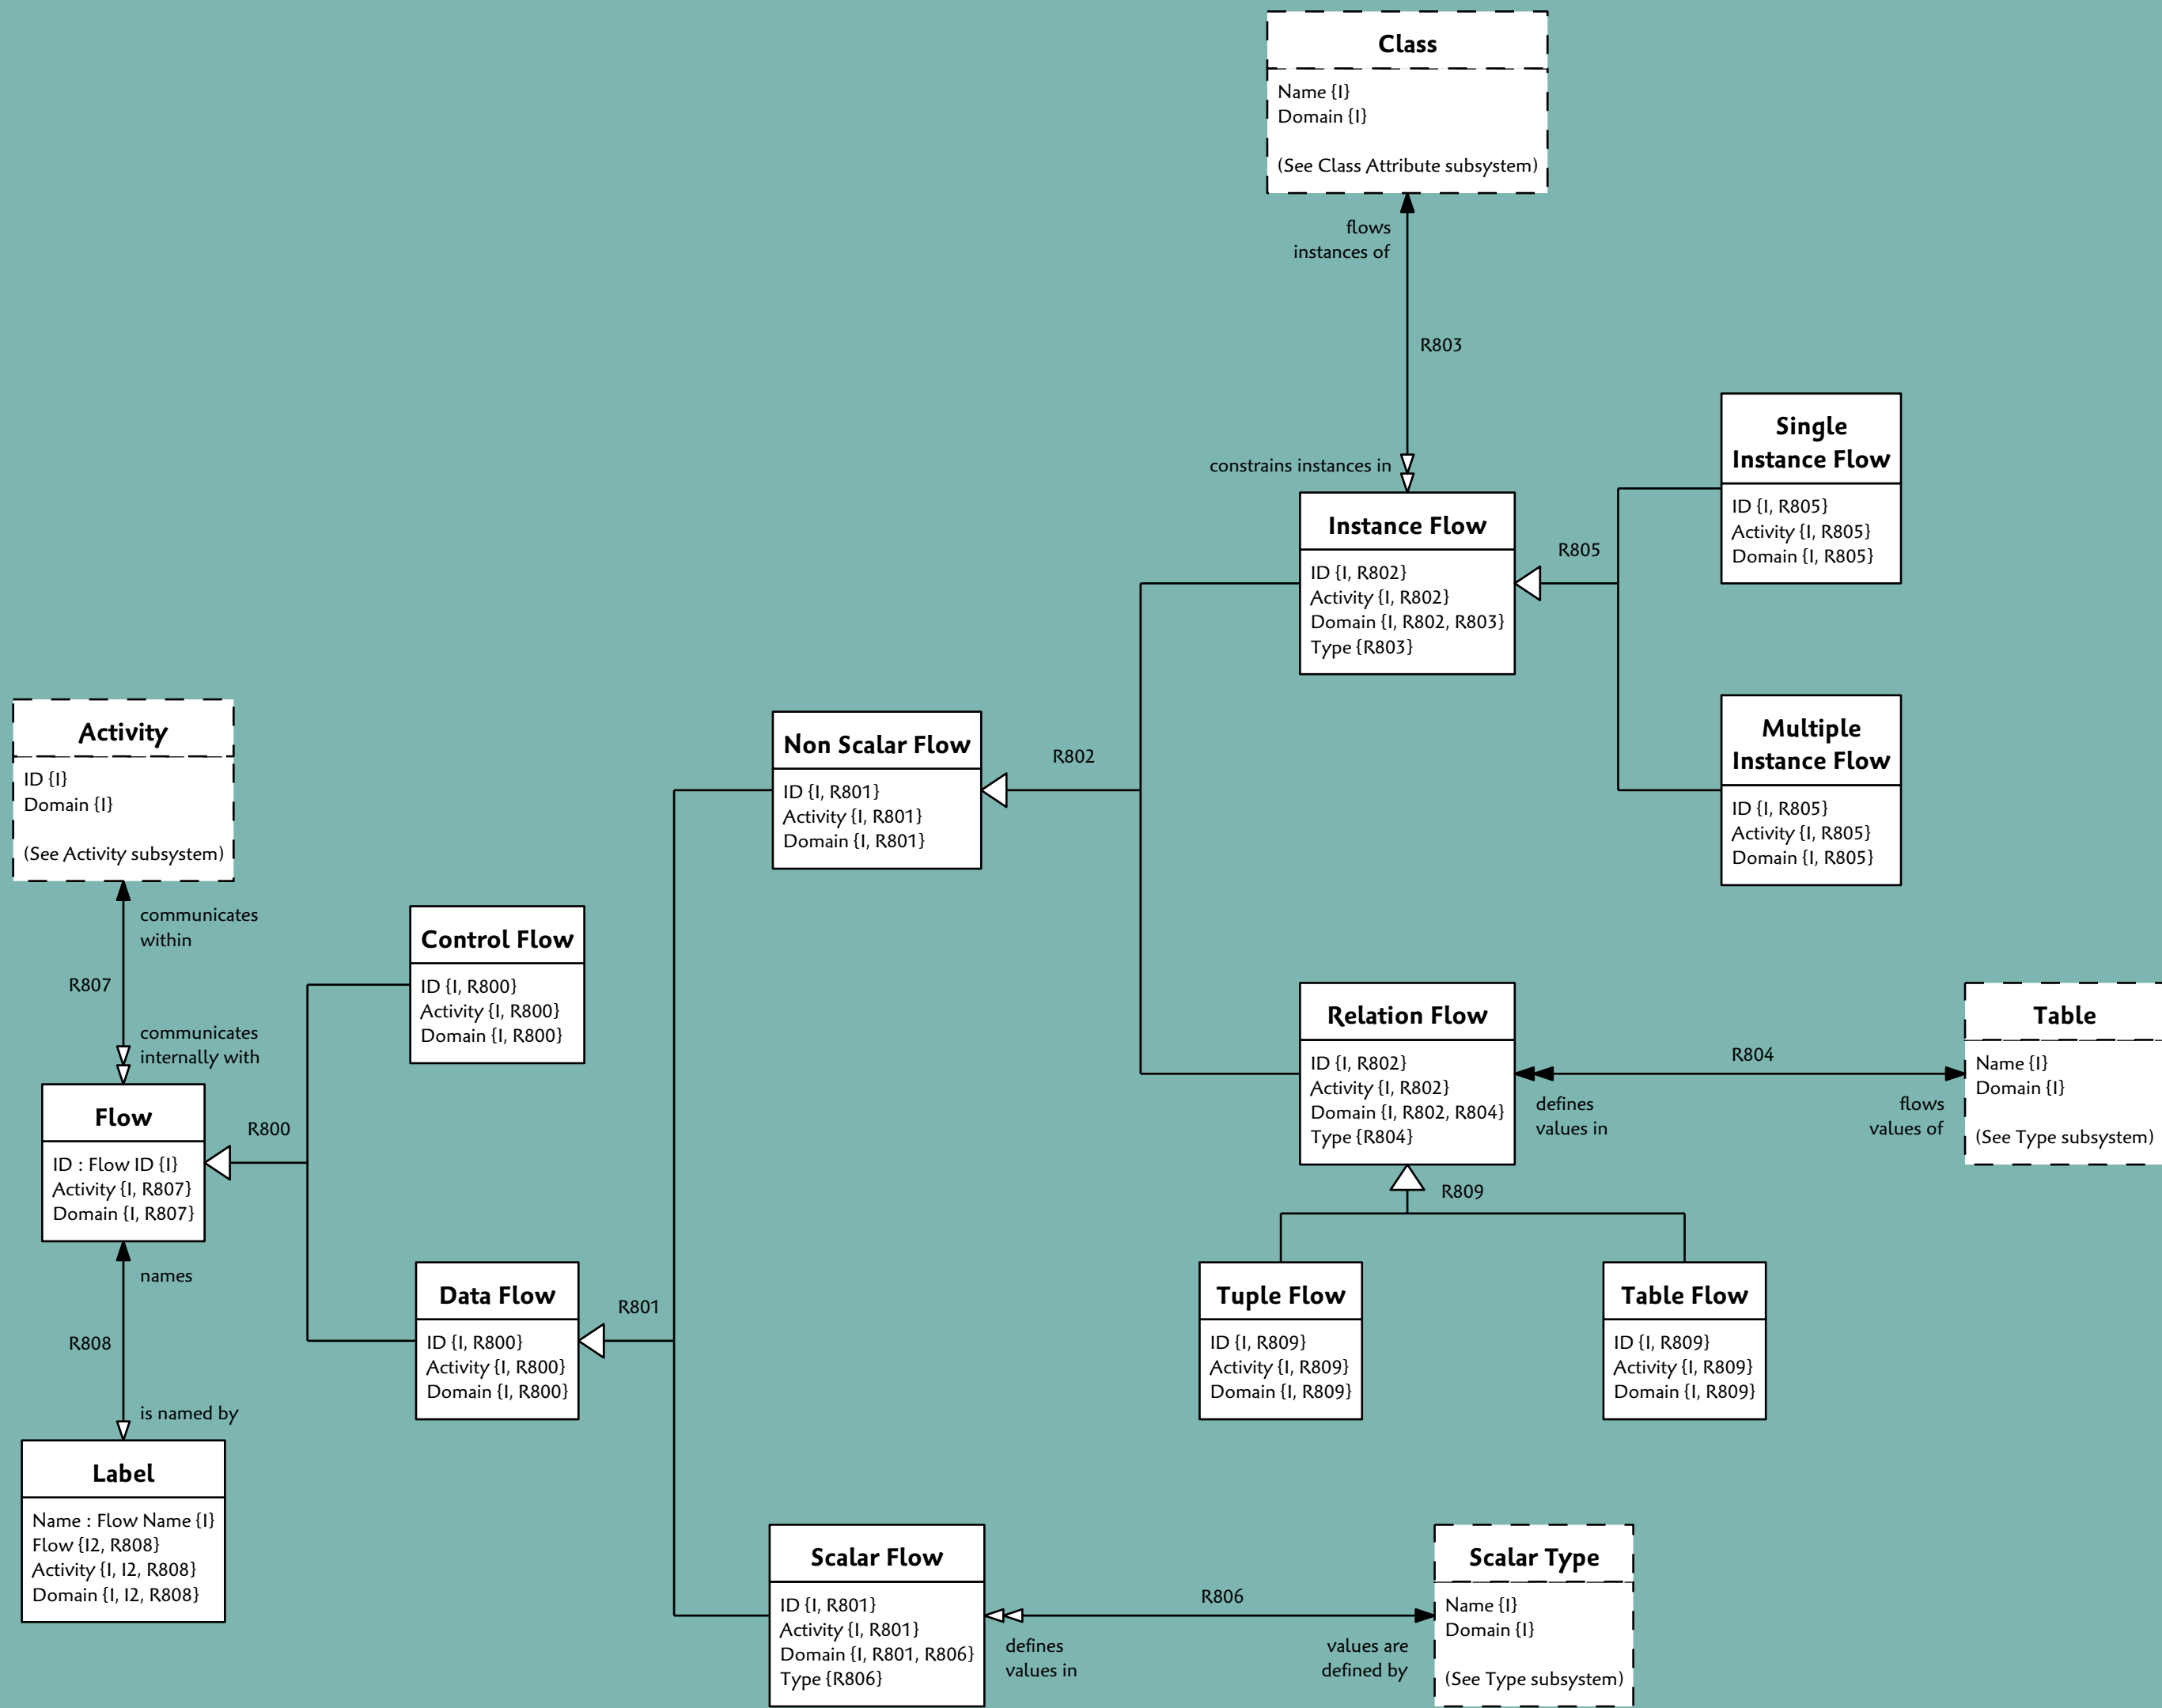 Class
Name {I}
Domain {I}
(See Class Attribute subsystem)
flows
instances of
R803
constrains instances in
Single
Instance Flow
ID {I, R805}
Activity {I, R805}
Domain {I, R805}
Instance Flow
ID {I, R802}
Activity {I, R802}
Domain {I, R802, R803}
Type {R803}
R805
Multiple
Instance Flow
ID {I, R805}
Activity {I, R805}
Domain {I, R805}
Activity
ID {I}
Domain {I}
(See Activity subsystem)
Non Scalar Flow
ID {I, R801}
Activity {I, R801}
Domain {I, R801}
R802
communicates
within
R807
communicates
internally with
Control Flow
ID {I, R800}
Activity {I, R800}
Domain {I, R800}
Relation Flow
ID {I, R802}
Activity {I, R802}
Domain {I, R802, R804}
Type {R804}
R804
defines
values in
flows
values of
Table
Name {I}
Domain {I}
(See Type subsystem)
Flow
ID : Flow ID {I}
Activity {I, R807}
Domain {I, R807}
R800
R809
names
R808
is named by
Data Flow
ID {I, R800}
Activity {I, R800}
Domain {I, R800}
R801
Tuple Flow
ID {I, R809}
Activity {I, R809}
Domain {I, R809}
Table Flow
ID {I, R809}
Activity {I, R809}
Domain {I, R809}
Label
Name : Flow Name {I}
Flow {I2, R808}
Activity {I, I2, R808}
Domain {I, I2, R808}
Scalar Flow
ID {I, R801}
Activity {I, R801}
Domain {I, R801, R806}
Type {R806}
R806
defines
values in
values are
defined by
Scalar Type
Name {I}
Domain {I}
(See Type subsystem)